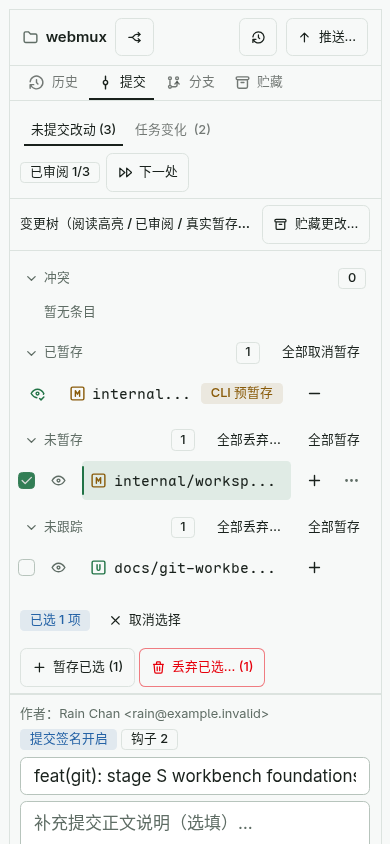 webmux 推送...
历史 提交 分支 贮藏
未提交改动 (3) 任务变化 (2)
已审阅 1/3 下一处
变更树（阅读高亮 / 已审阅 / 真实暂存... 贮藏更改...
冲突 0
暂无条目
已暂存 1 全部取消暂存
M internal... CLI 预暂存
未暂存 1 全部丢弃... 全部暂存
M internal/worksp...
未跟踪 1 全部丢弃... 全部暂存
U docs/git-workbe...
已选 1 项 取消选择
暂存已选 (1) 丢弃已选... (1)
作者：Rain Chan <rain@example.invalid>
提交签名开启 钩子 2
feat(git): stage S workbench foundations
补充提交正文说明（选填）...